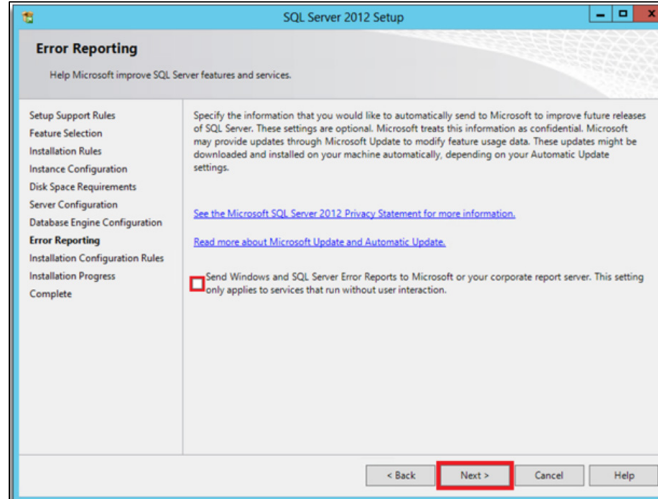 SQL Server 2012 Setup
Error Reporting
Help Microsoft improve SQL Server features and services.
Setup Support Rules
Feature Selection
Installation Rules
Instance Configuration
Disk Space Requirements
Server Configuration
Database Engine Configuration
Error Reporting
Installation Configuration Rules
Installation Progress
Complete
Specify the information that you would like to automatically send to Microsoft to improve future releases
of SQL Server. These settings are optional. Microsoft treats this information as confidential. Microsoft
may provide updates through Microsoft Update to modify feature usage data. These updates might be
downloaded and installed on your machine automatically, depending on your Automatic Update
settings.
See the Microsoft SQL Server 2012 Privacy Statement for more information.
Read more about Microsoft Update and Automatic Update.
Send Windows and SQL Server Error Reports to Microsoft or your corporate report server. This setting
only applies to services that run without user interaction.
< Back
Next >
Cancel
Help